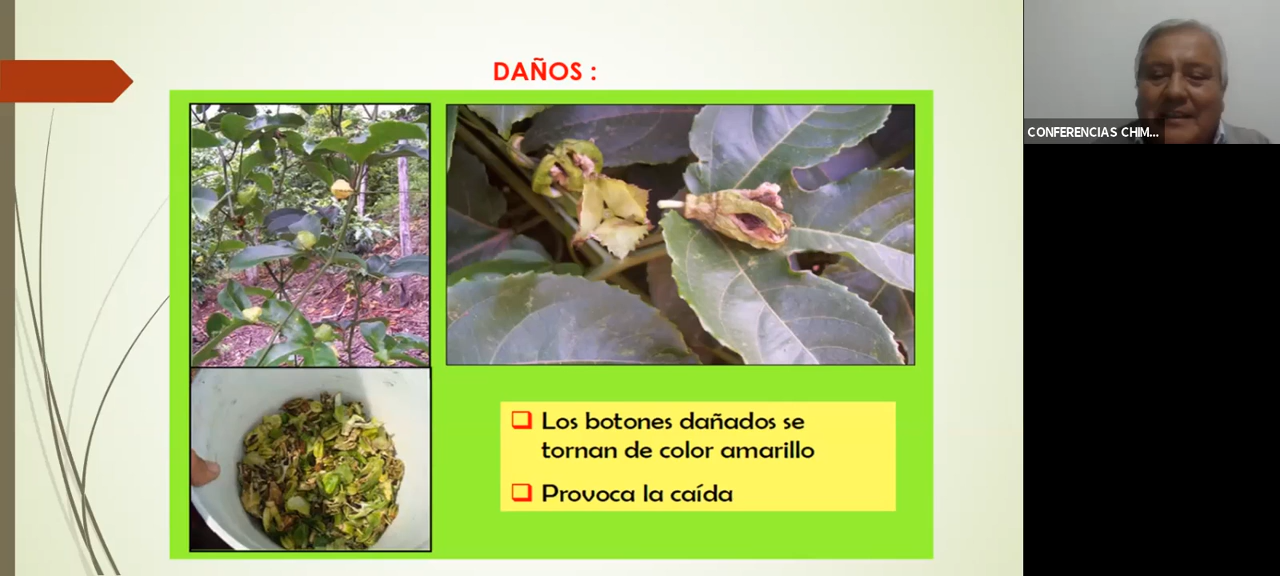 DAÑOS :
CONFERENCIAS CHIM...
Los botones dañados se
tornan de color amarillo
Provoca la caída